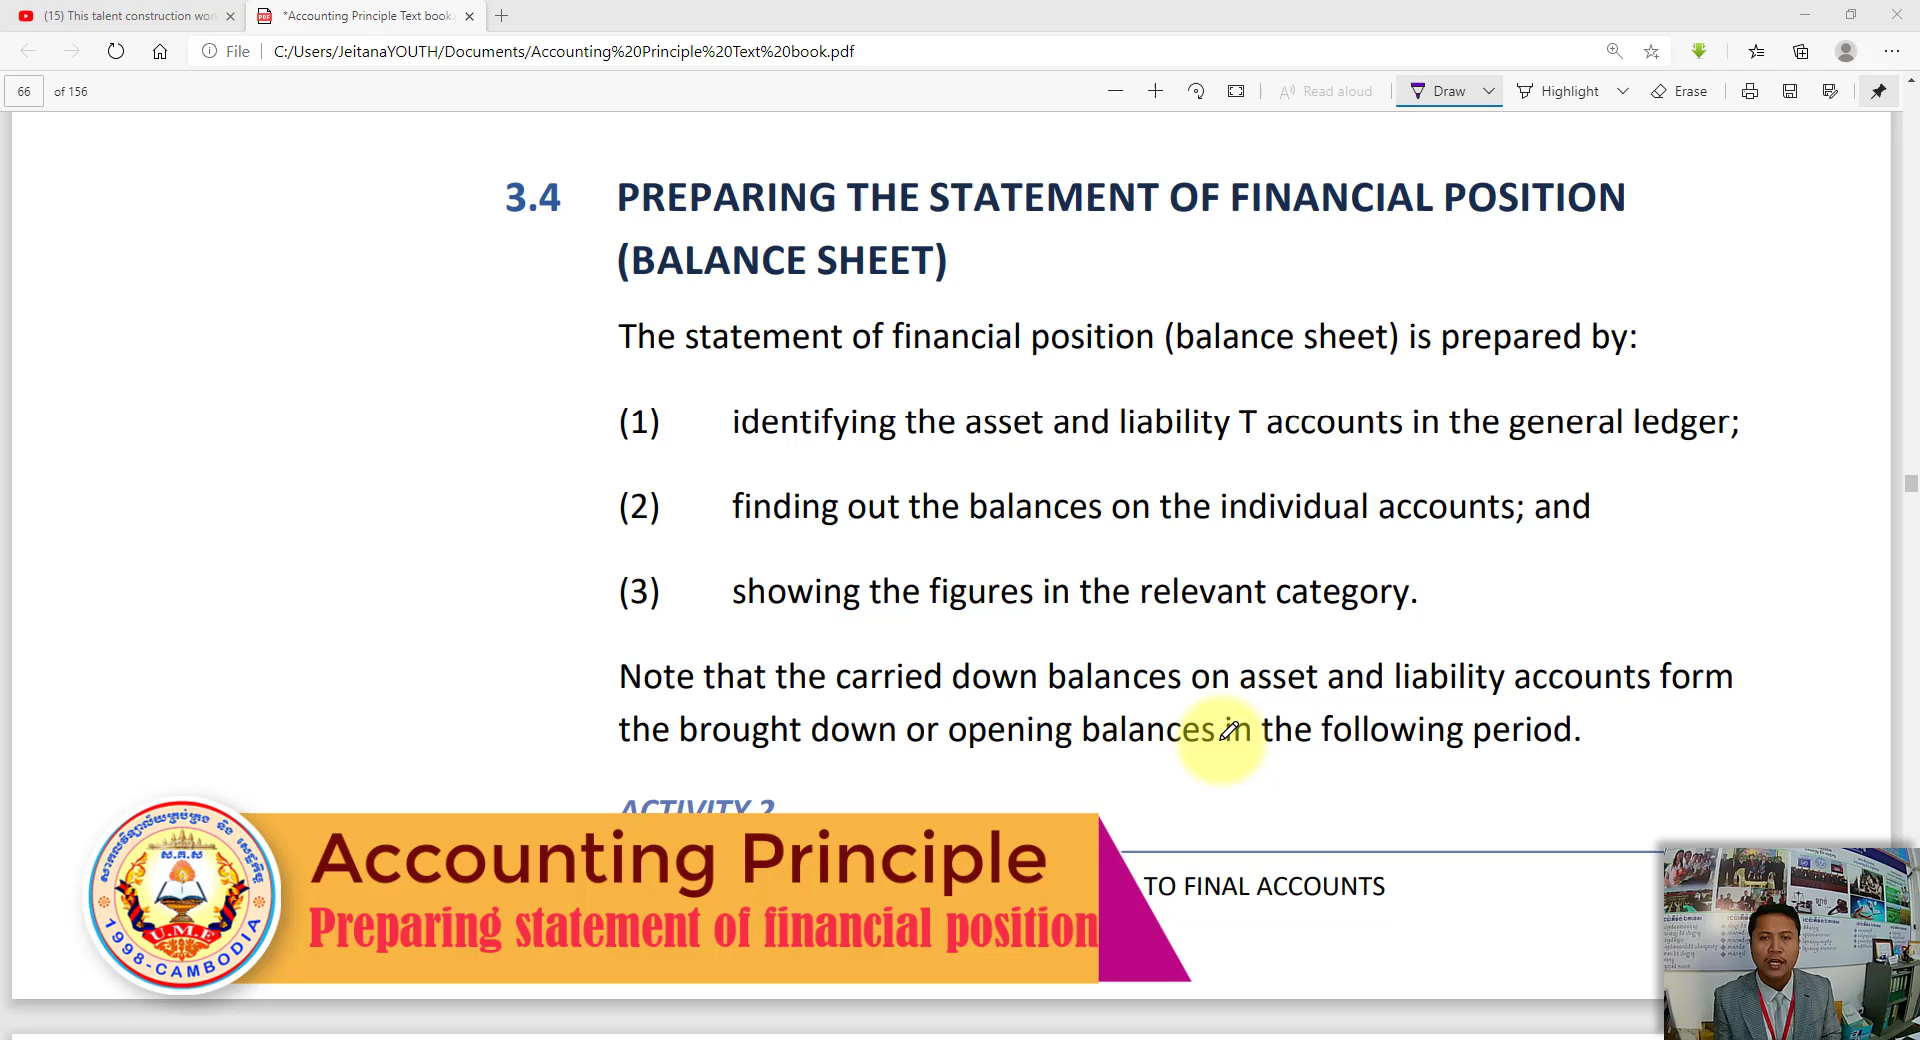 (15) This talent construction wor
*Accounting Principle Text book.
File
C:/Users/JeitanaYOUTH/Documents/Accounting%20Principle%20Text%20book.pdf
66 of 156
Read aloud
Draw
Highlight
Erase
3.4 PREPARING THE STATEMENT OF FINANCIAL POSITION
(BALANCE SHEET)
The statement of financial position (balance sheet) is prepared by:
(1) identifying the asset and liability T accounts in the general ledger;
(2) finding out the balances on the individual accounts; and
(3) showing the figures in the relevant category.
Note that the carried down balances on asset and liability accounts form
the brought down or opening balances in the following period.
ACTIVITY 2
TO FINAL ACCOUNTS
Accounting Principle
Preparing statement of financial position
ស.គ.ស
U.M.E
1998-CAMBODIA